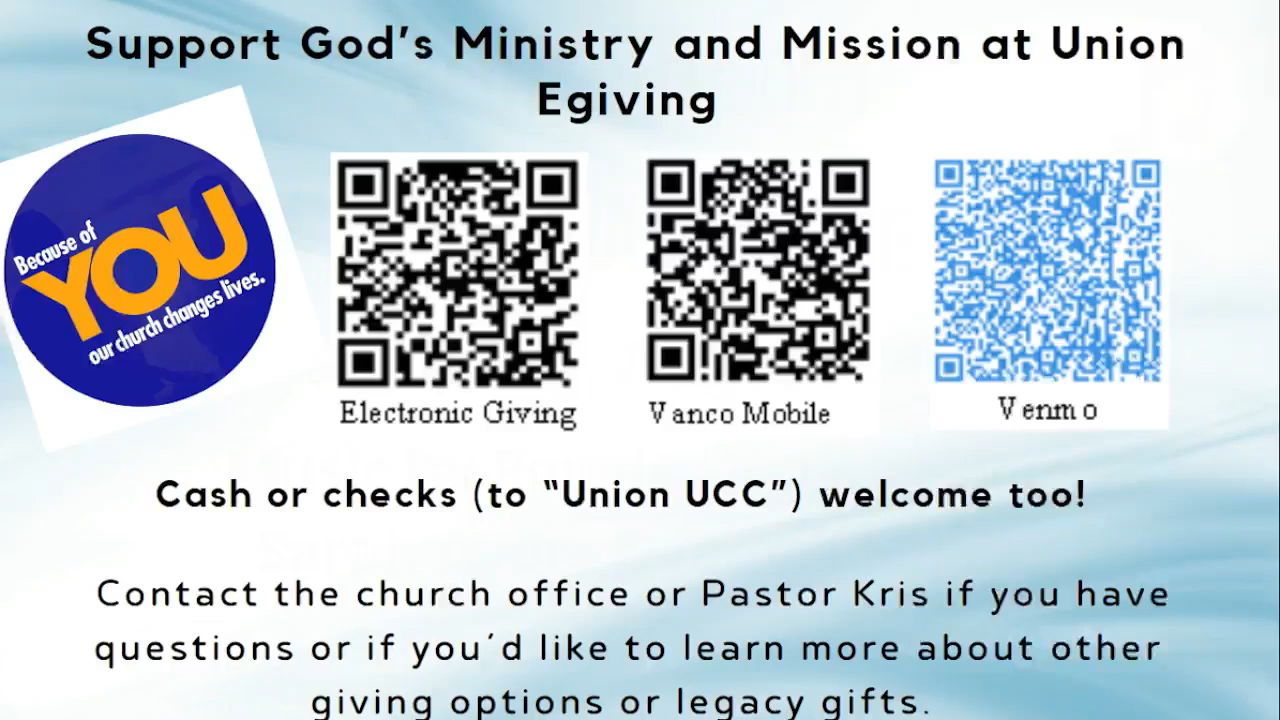 Support God’s Ministry and Mission at Union
Egiving
Because of
YOU
our church changes lives.
Electronic Giving
Vanco Mobile
Venmo
Cash or checks (to “Union UCC”) welcome too!
Contact the church office or Pastor Kris if you have
questions or if you´d like to learn more about other
giving options or legacy gifts.